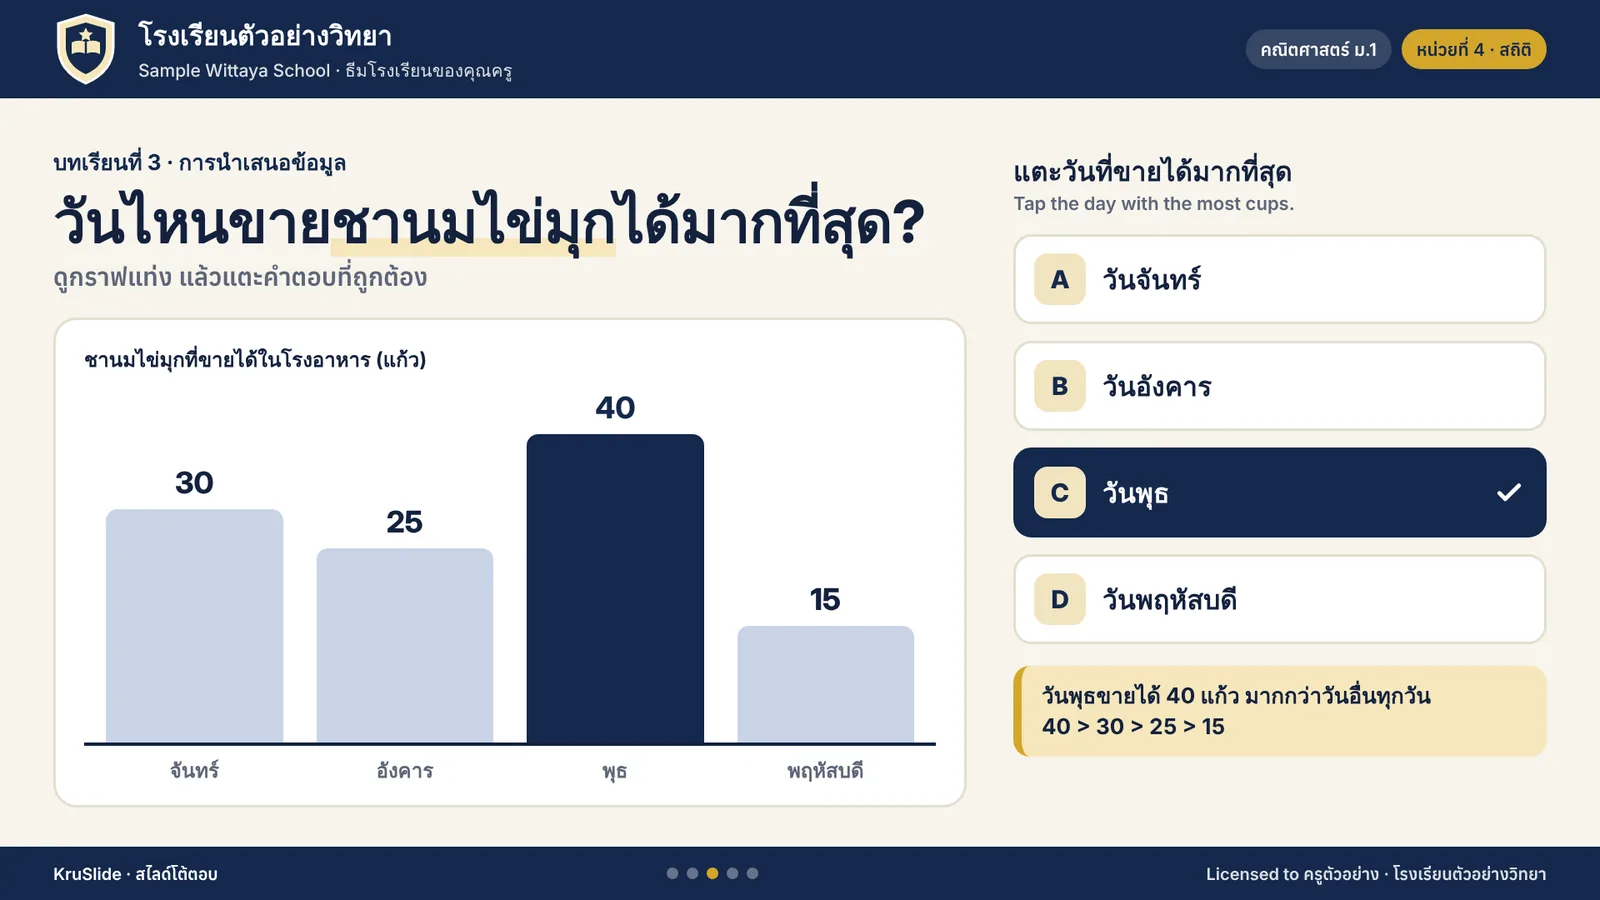 โรงเรียนตัวอย่างวิทยา
Sample Wittaya School · ธีมโรงเรียนของคุณครู
คณิตศาสตร์ ม.1
หน่วยที่ 4 · สถิติ
บทเรียนที่ 3 · การนำเสนอข้อมูล
วันไหนขายชานมไข่มุกได้มากที่สุด?
ดูกราฟแท่ง แล้วแตะคำตอบที่ถูกต้อง
ชานมไข่มุกที่ขายได้ในโรงอาหาร (แก้ว)
30
25
40
15
จันทร์
อังคาร
พุธ
พฤหัสบดี
แตะวันที่ขายได้มากที่สุด
Tap the day with the most cups.
A วันจันทร์
B วันอังคาร
C วันพุธ
D วันพฤหัสบดี
วันพุธขายได้ 40 แก้ว มากกว่าวันอื่นทุกวัน
40 > 30 > 25 > 15
KruSlide · สไลด์โต้ตอบ
Licensed to ครูตัวอย่าง · โรงเรียนตัวอย่างวิทยา